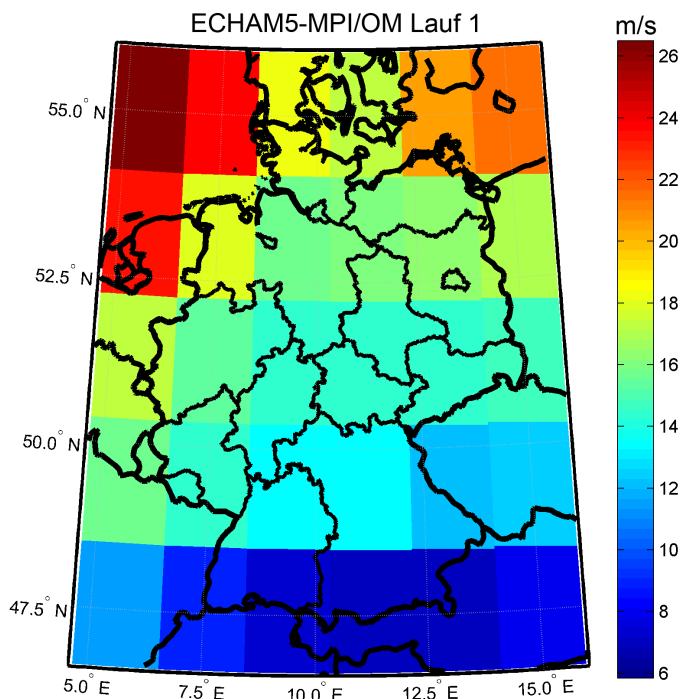 ECHAM5-MPI/OM Lauf 1
m/s
55.0° N
52.5° N
50.0° N
47.5° N
5.0° E
7.5° E
10.0° E
12.5° E
15.0° E
26
24
22
20
18
16
14
12
10
8
6